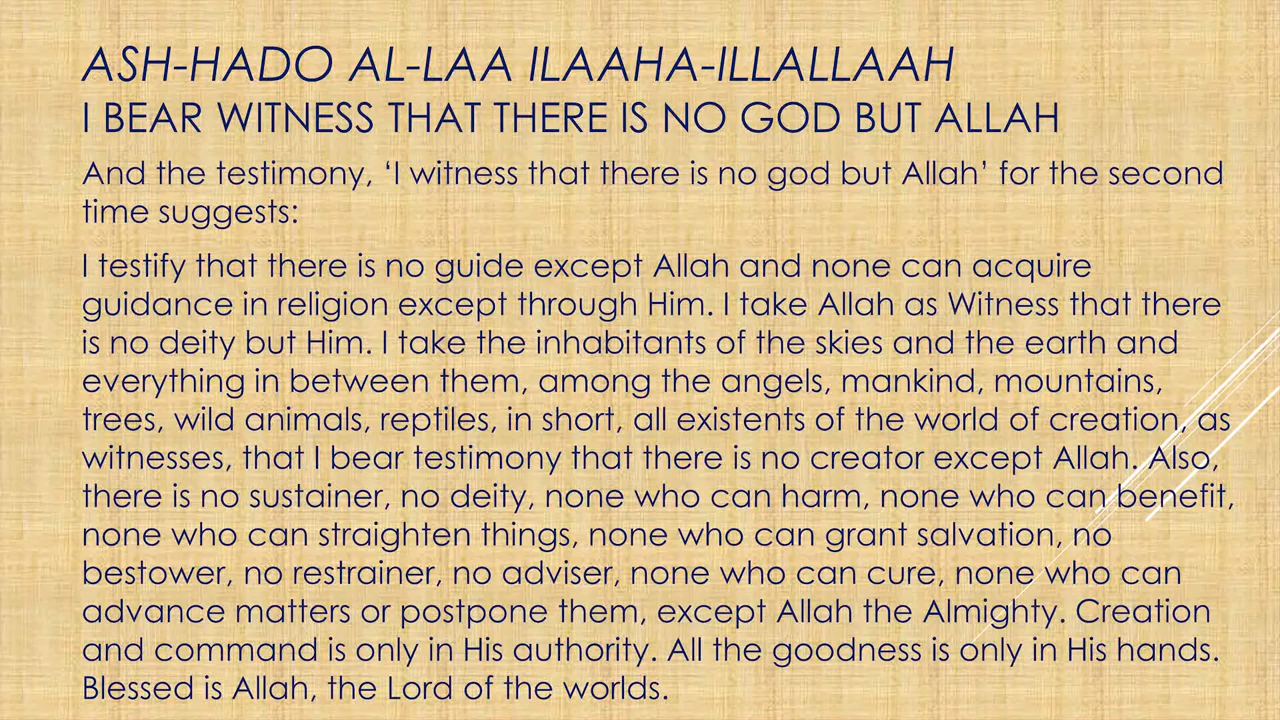 ASH-HADO AL-LAA ILAAHA-ILLALLAAH
I BEAR WITNESS THAT THERE IS NO GOD BUT ALLAH
And the testimony, ‘I witness that there is no god but Allah’ for the second
time suggests:
I testify that there is no guide except Allah and none can acquire
guidance in religion except through Him. I take Allah as Witness that there
is no deity but Him. I take the inhabitants of the skies and the earth and
everything in between them, among the angels, mankind, mountains,
trees, wild animals, reptiles, in short, all existents of the world of creation, as
witnesses, that I bear testimony that there is no creator except Allah. Also,
there is no sustainer, no deity, none who can harm, none who can benefit,
none who can straighten things, none who can grant salvation, no
bestower, no restrainer, no adviser, none who can cure, none who can
advance matters or postpone them, except Allah the Almighty. Creation
and command is only in His authority. All the goodness is only in His hands.
Blessed is Allah, the Lord of the worlds.